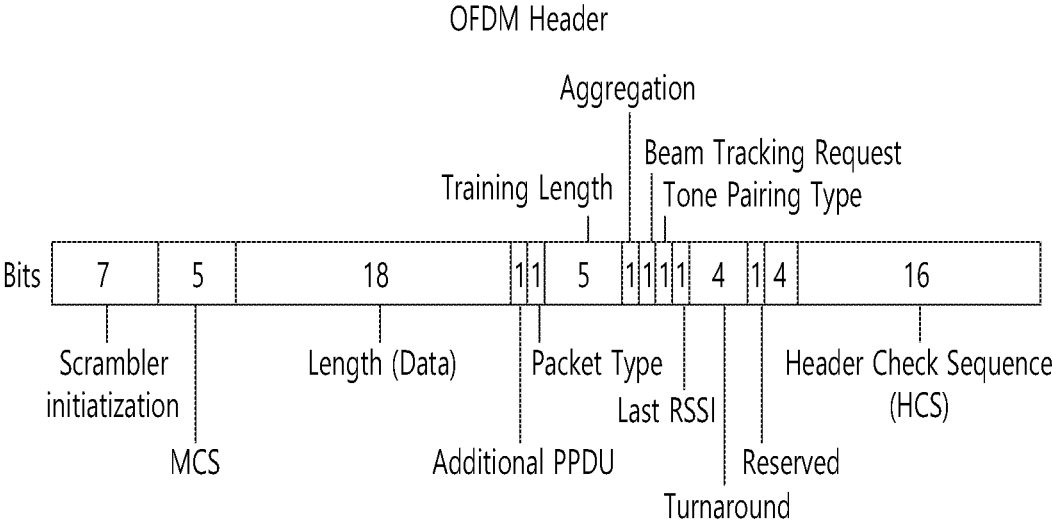 OFDM Header
Aggregation
Beam Tracking Request
Training Length
Tone Pairing Type
Bits 7 5 18 1 1 5 1 1 1 1 4 1 4 16
Scrambler
initiatization
Length (Data)
Packet Type
Header Check Sequence
(HCS)
Last RSSI
MCS
Additional PPDU
Reserved
Turnaround